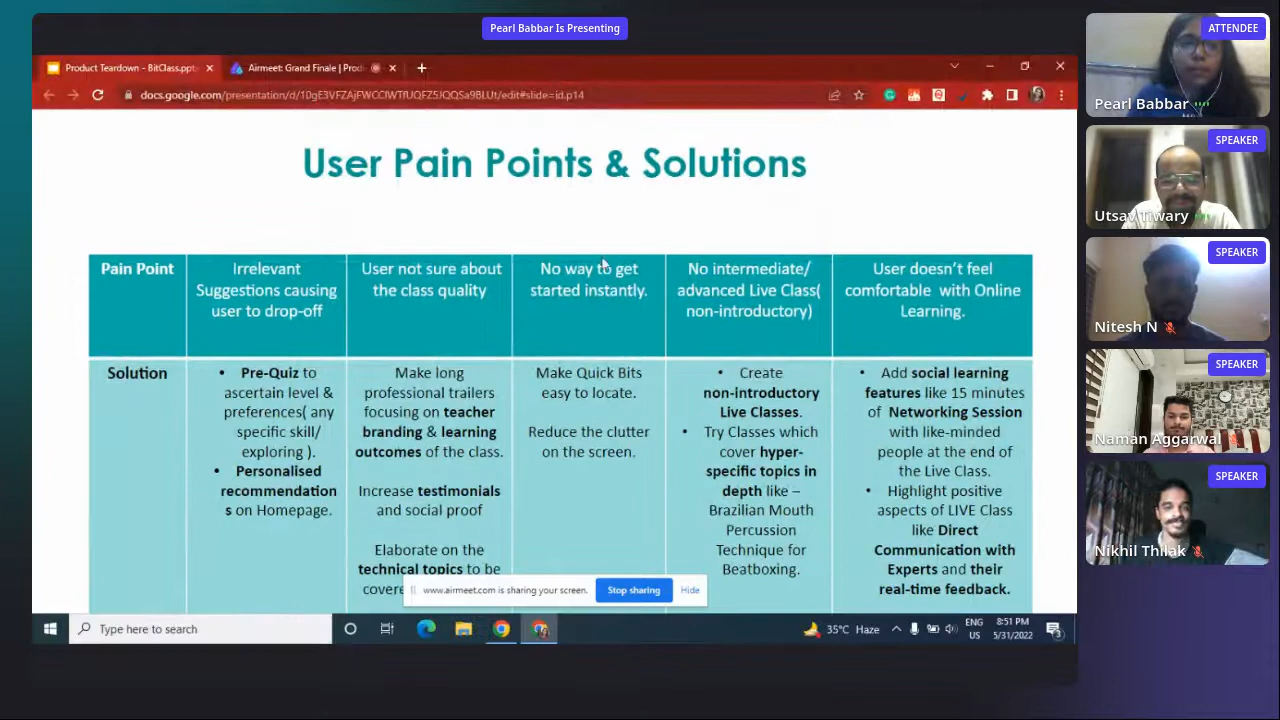 Pearl Babbar Is Presenting
Product Teardown - BitClass.ppt
Airmeet: Grand Finale | Prod
docs.google.com/presentation/d/10gE3VFZAjFWCCIWTfUQFZ5JQQSa9BLUt/edit#slide=id.p14
User Pain Points & Solutions
Pain Point
Irrelevant
Suggestions causing
user to drop-off
User not sure about
the class quality
No way to get
started instantly.
No intermediate/
advanced Live Class(
non-introductory)
User doesn't feel
comfortable with Online
Learning.
Solution
• Pre-Quiz to
ascertain level &
preferences( any
specific skill/
exploring ).
• Personalised
recommendation
s on Homepage.
Make long
professional trailers
focusing on teacher
branding & learning
outcomes of the class.
Increase testimonials
and social proof
Elaborate on the
technical topics to be
covere
Make Quick Bits
easy to locate.
Reduce the clutter
on the screen.
• Create
non-introductory
Live Classes.
• Try Classes which
cover hyper-
specific topics in
depth like –
Brazilian Mouth
Percussion
Technique for
Beatboxing.
• Add social learning
features like 15 minutes
of Networking Session
with like-minded
people at the end of
the Live Class.
• Highlight positive
aspects of LIVE Class
like Direct
Communication with
Experts and their
real-time feedback.
www.airmeet.com is sharing your screen.
Stop sharing
Hide
Type here to search
35°C Haze
ENG
US
8:51 PM
5/31/2022
3
ATTENDEE
Pearl Babbar
SPEAKER
Utsav Tiwary
SPEAKER
Nitesh N
SPEAKER
Naman Aggarwal
SPEAKER
Nikhil Thilak